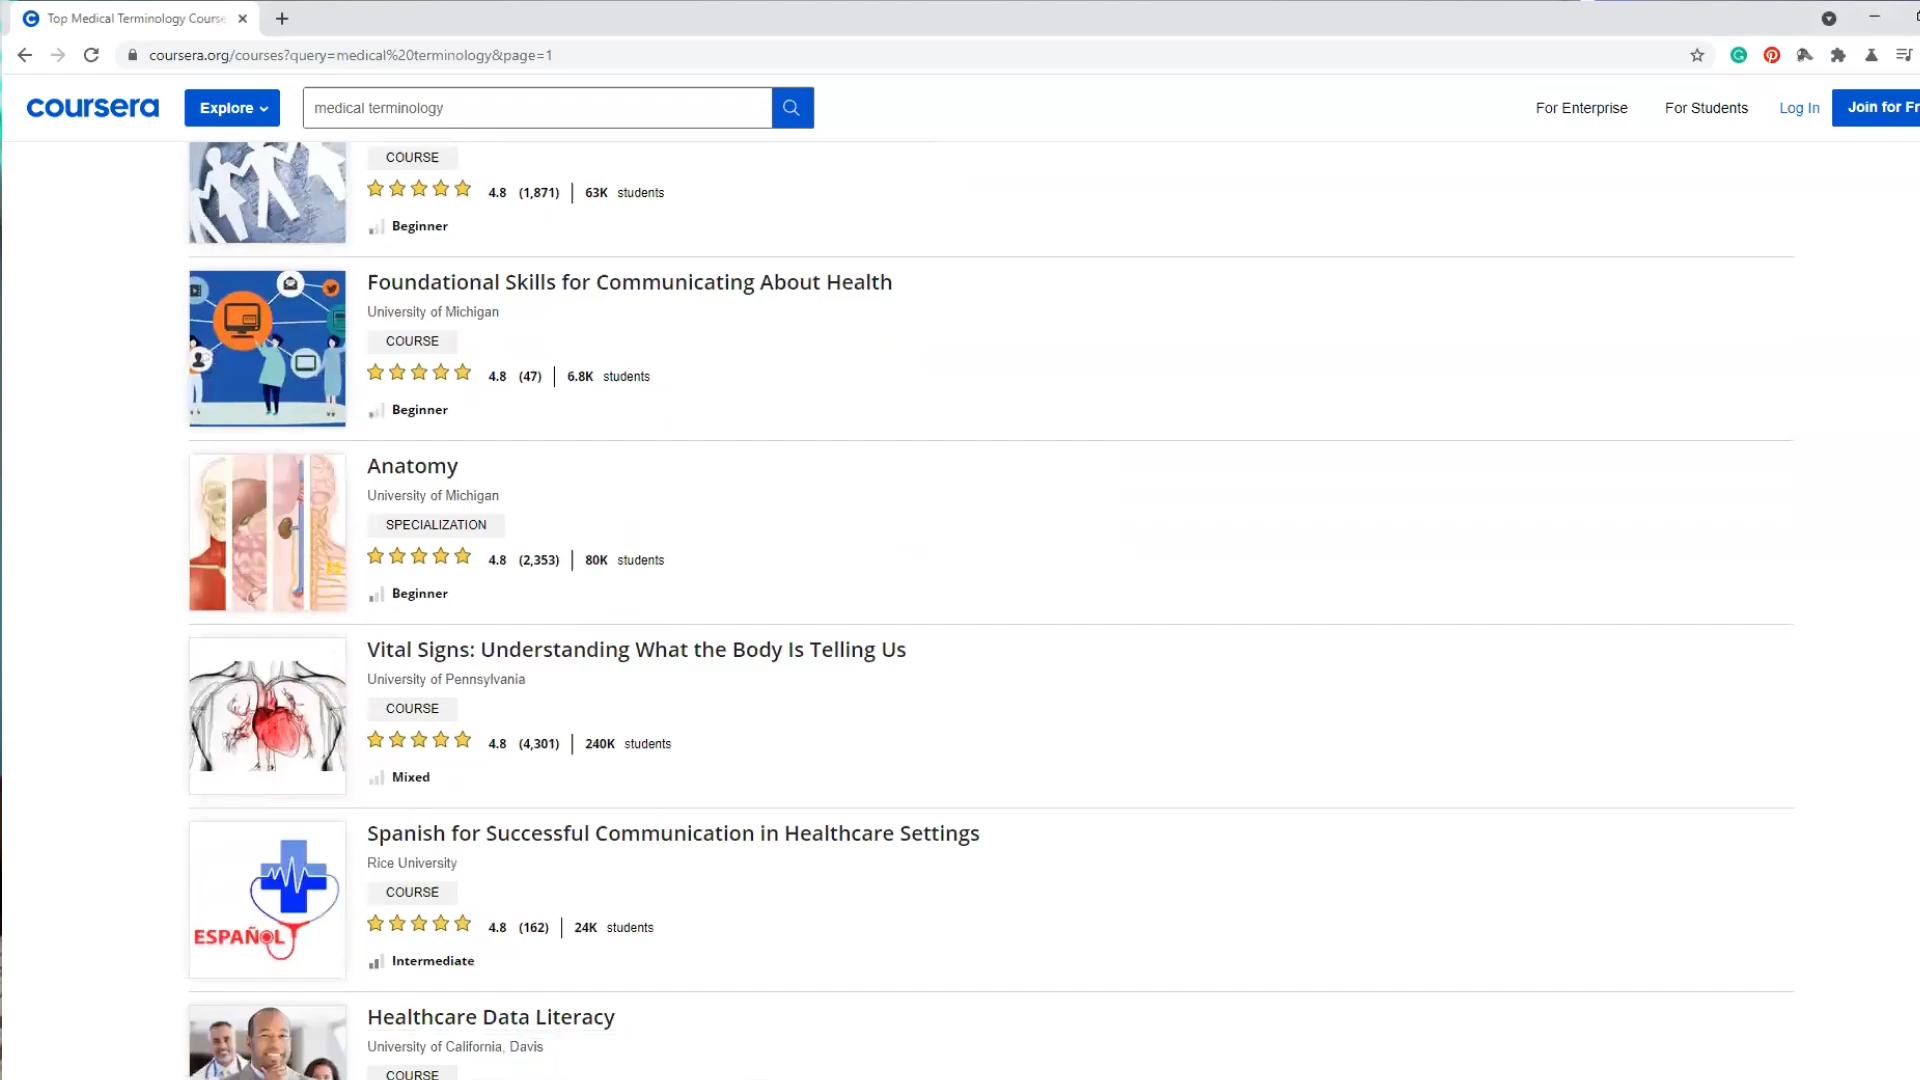 Top Medical Terminology Course
coursera.org/courses?query=medical%20terminology&page=1
coursera
Explore
medical terminology
For Enterprise
For Students
Log In
Join for Fr
COURSE
4.8 (1,871) | 63K students
Beginner
Foundational Skills for Communicating About Health
University of Michigan
COURSE
4.8 (47) | 6.8K students
Beginner
Anatomy
University of Michigan
SPECIALIZATION
4.8 (2,353) | 80K students
Beginner
Vital Signs: Understanding What the Body Is Telling Us
University of Pennsylvania
COURSE
4.8 (4,301) | 240K students
Mixed
ESPAÑOL
Spanish for Successful Communication in Healthcare Settings
Rice University
COURSE
4.8 (162) | 24K students
Intermediate
Healthcare Data Literacy
University of California, Davis
COURSE